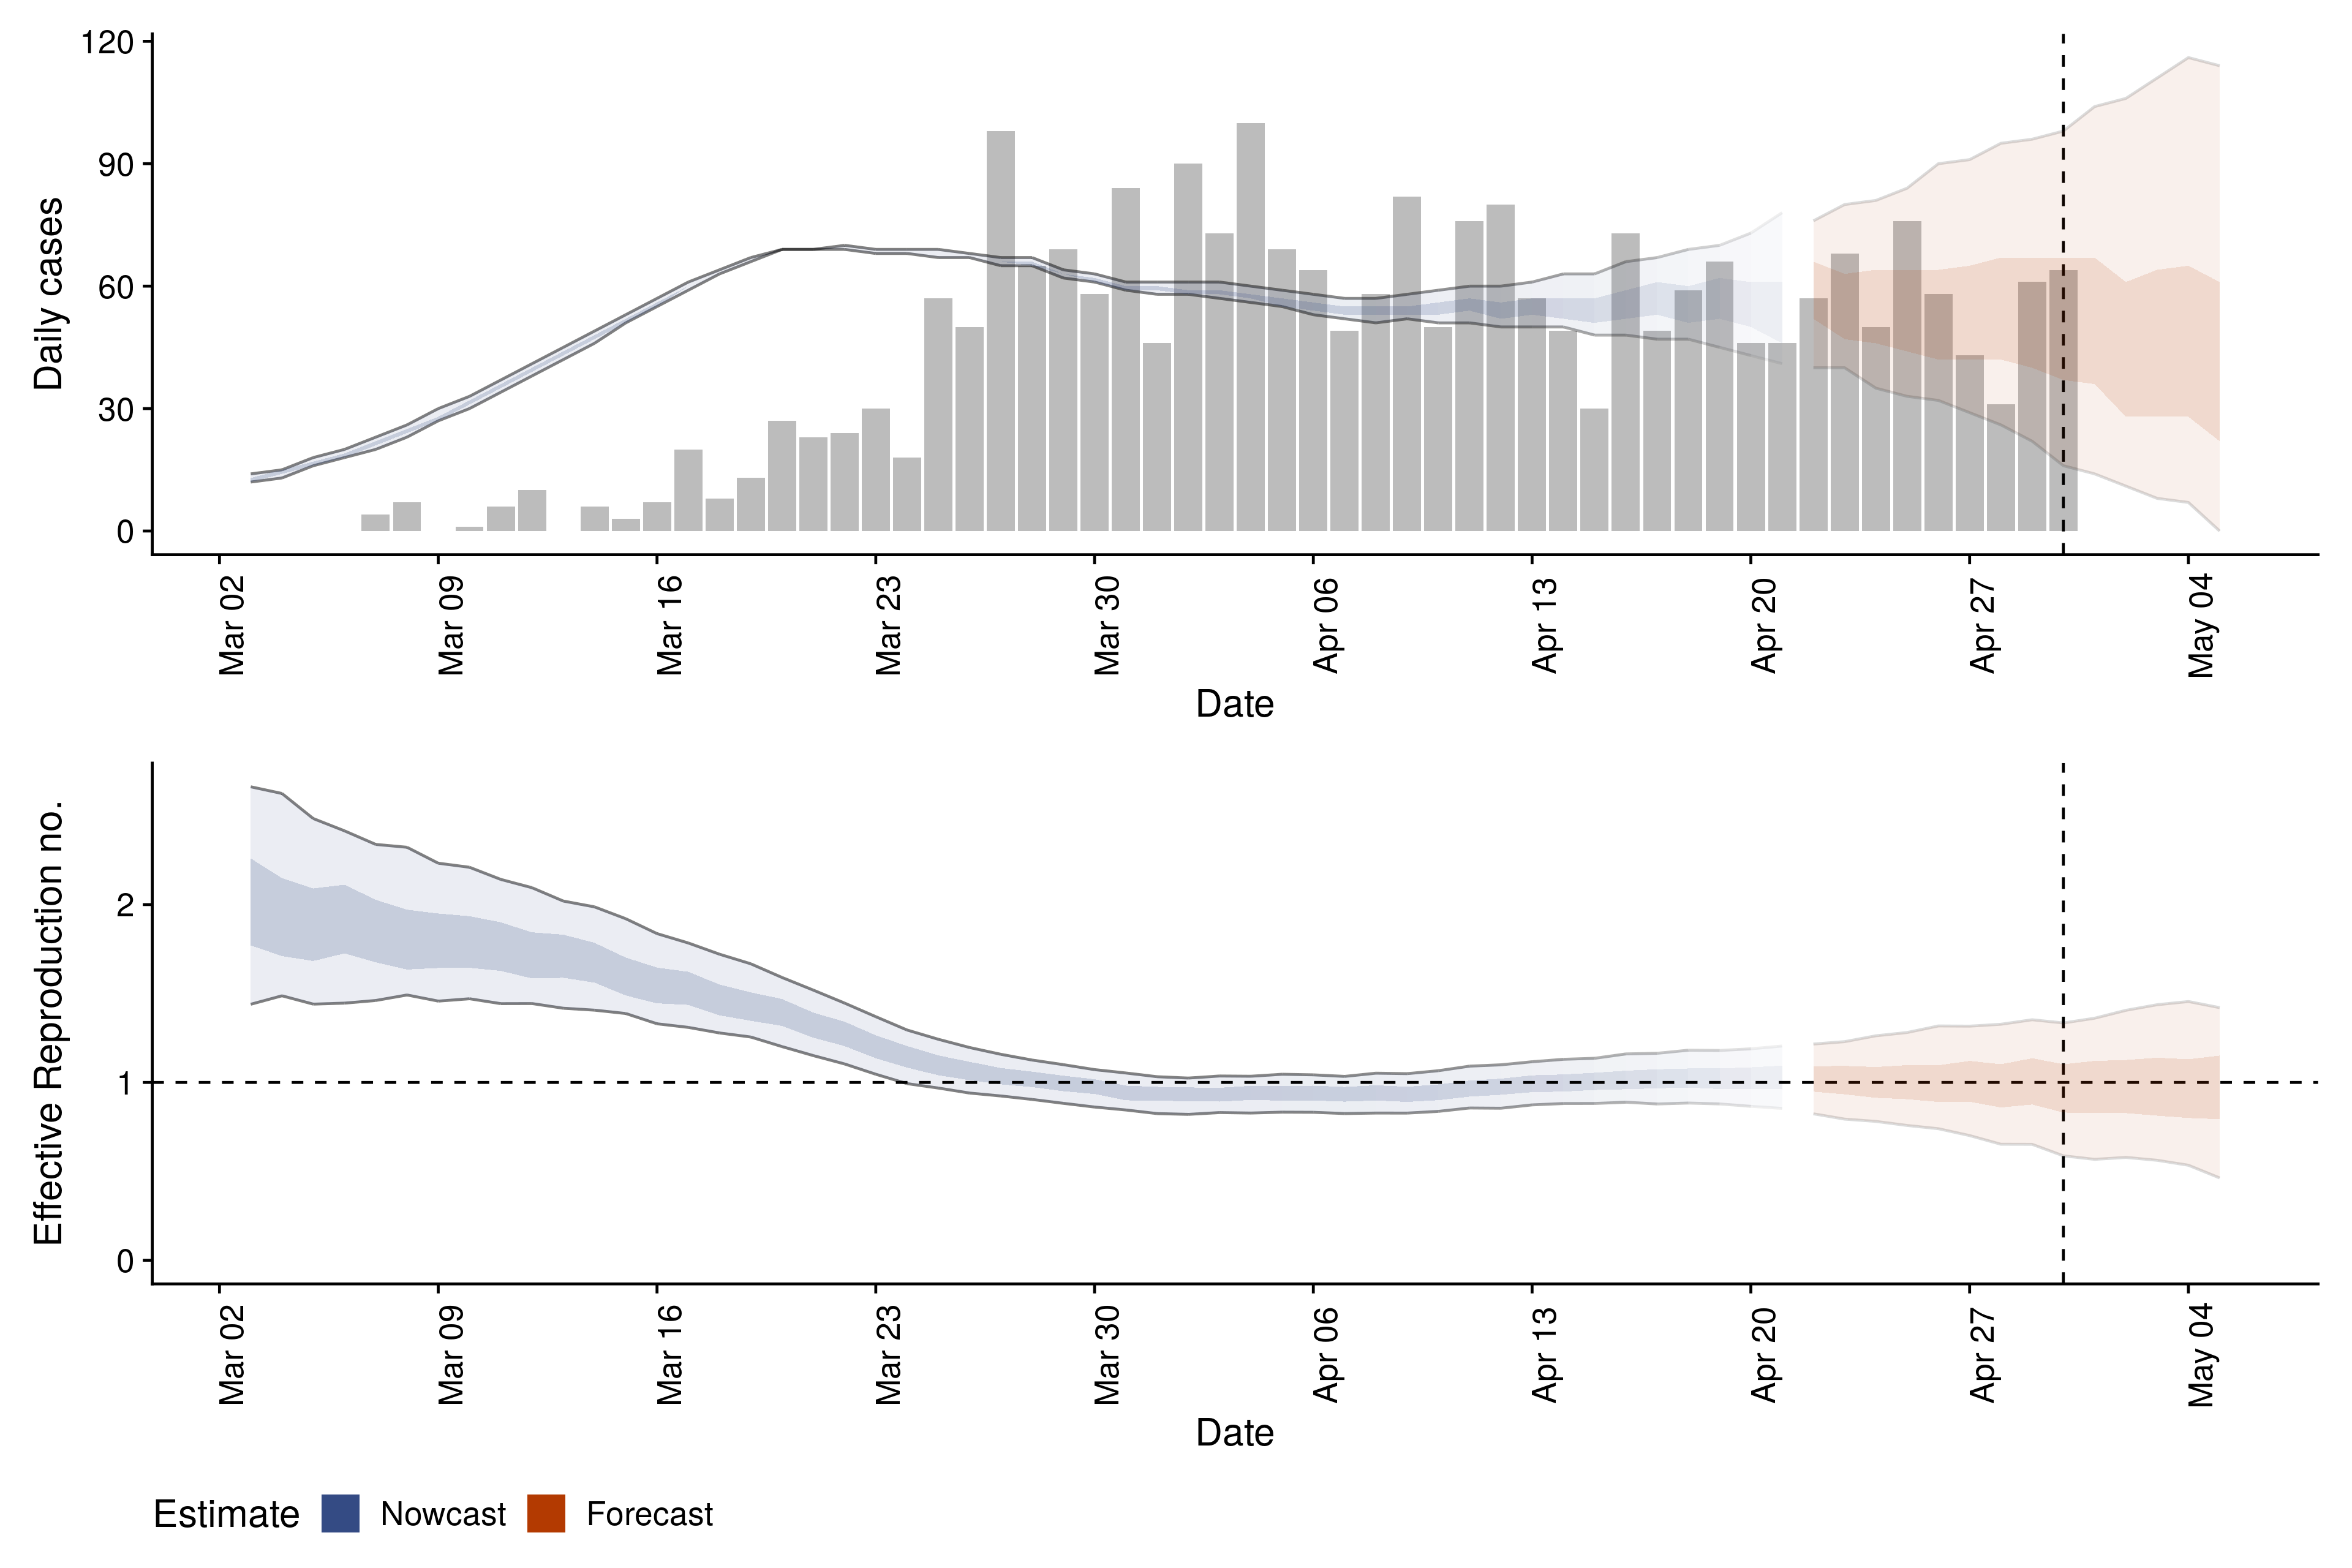 120
90
60
30
0
Daily cases
Mar 02
Mar 09
Mar 16
Mar 23
Mar 30
Apr 06
Apr 13
Apr 20
Apr 27
May 04
Date
2
1
0
Effective Reproduction no.
Mar 02
Mar 09
Mar 16
Mar 23
Mar 30
Apr 06
Apr 13
Apr 20
Apr 27
May 04
Date
Estimate Nowcast Forecast